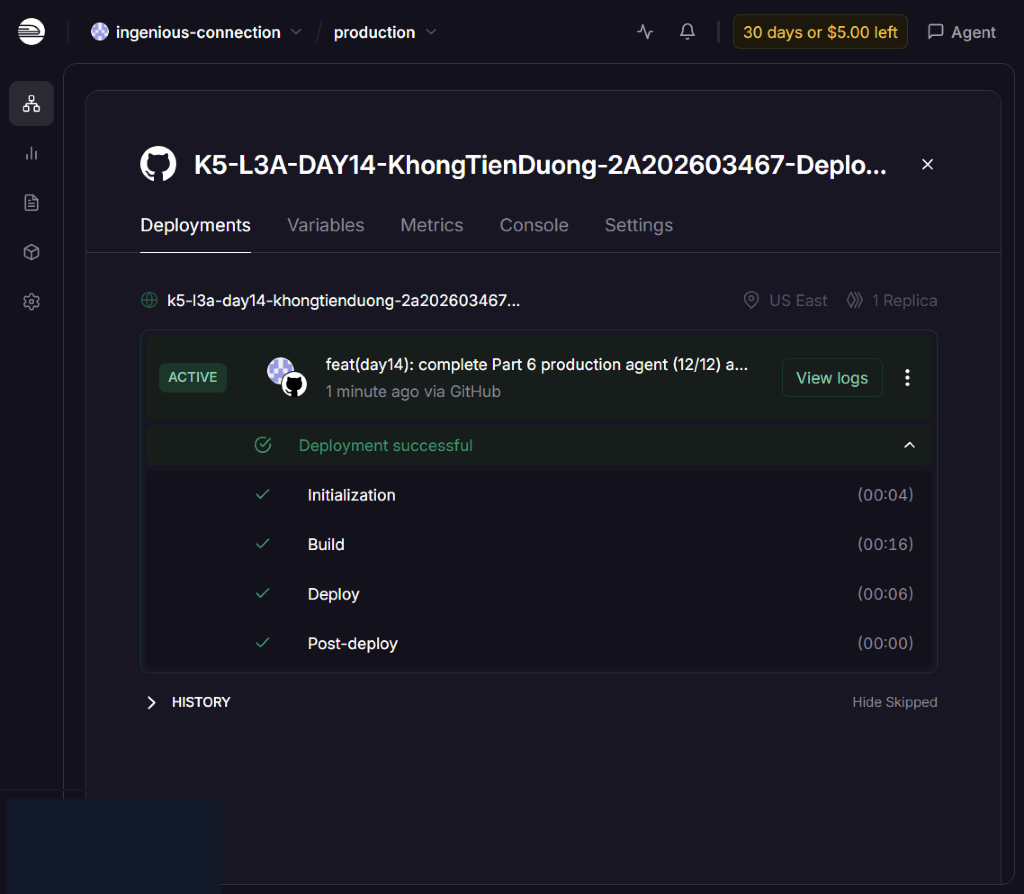 ingenious-connection / production 30 days or $5.00 left Agent
K5-L3A-DAY14-KhongTienDuong-2A202603467-Deplo...
Deployments Variables Metrics Console Settings
k5-l3a-day14-khongtienduong-2a202603467... US East 1 Replica
ACTIVE feat(day14): complete Part 6 production agent (12/12) a... View logs
1 minute ago via GitHub
Deployment successful
Initialization (00:04)
Build (00:16)
Deploy (00:06)
Post-deploy (00:00)
HISTORY Hide Skipped